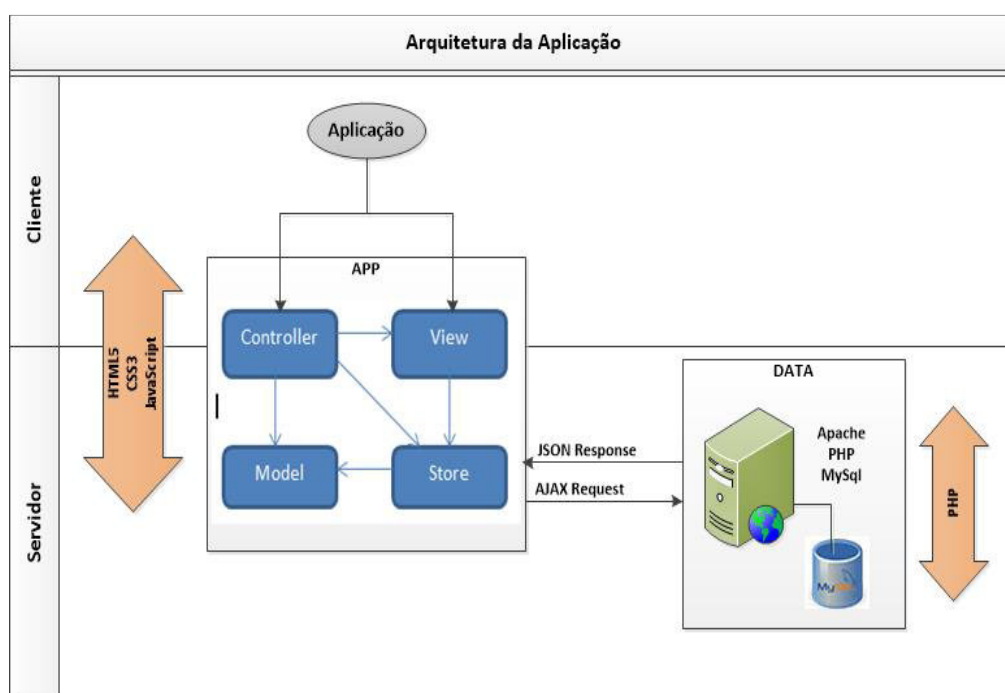 Arquitetura da Aplicação
Cliente
Aplicação
APP
Controller
View
HTML5
CSS3
JavaScript
Servidor
Model
Store
JSON Response
AJAX Request
DATA
Apache
PHP
MySql
MySQL
PHP